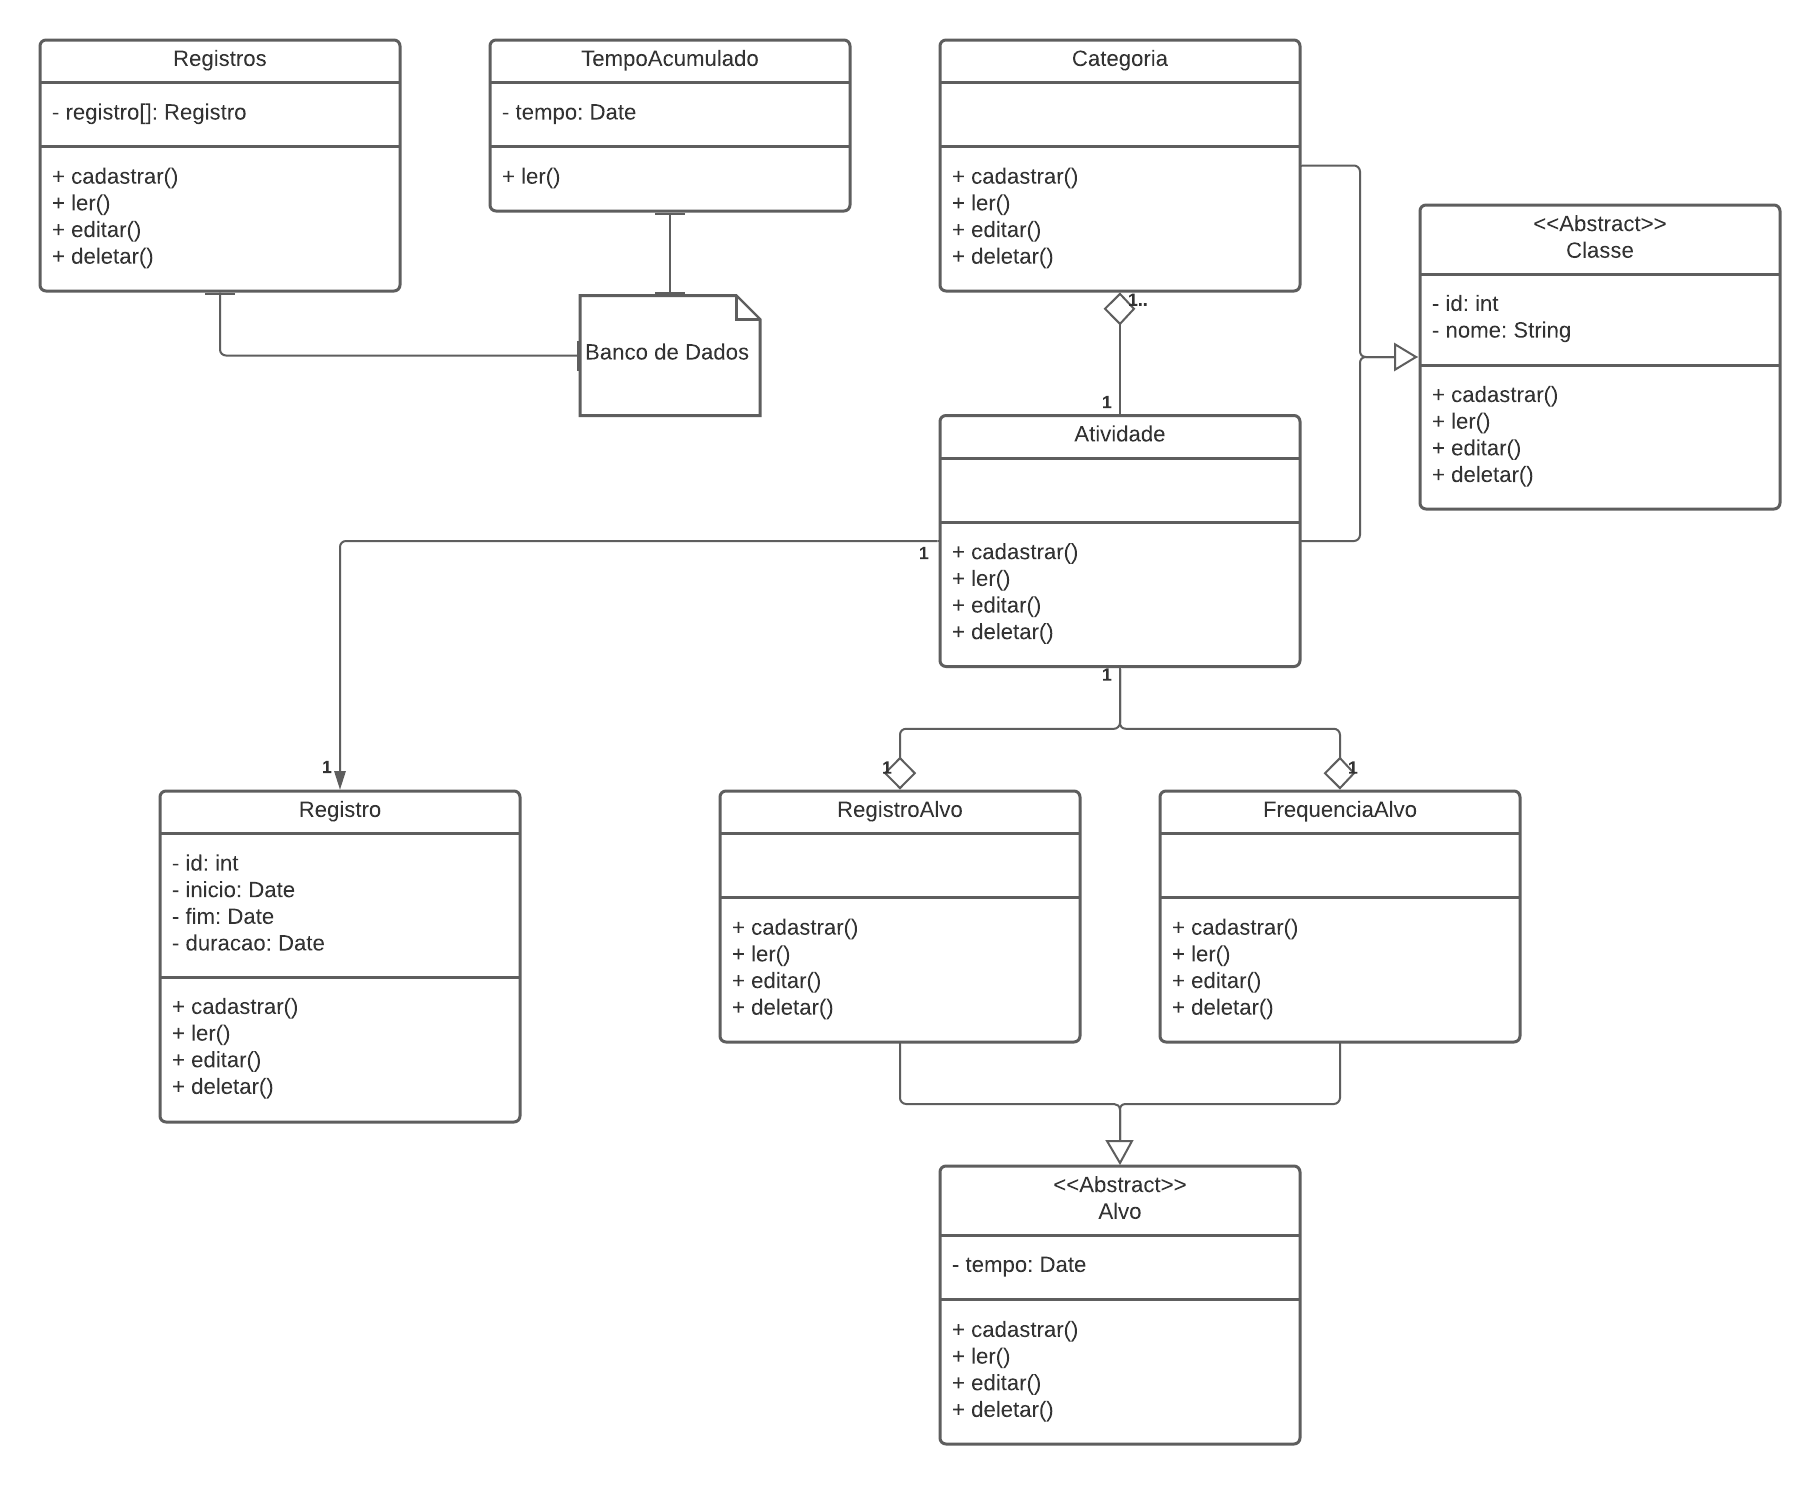 Registros
- registro[]: Registro
+ cadastrar()
+ ler()
+ editar()
+ deletar()
TempoAcumulado
- tempo: Date
+ ler()
Categoria
+ cadastrar()
+ ler()
+ editar()
+ deletar()
1..
<<Abstract>>
Classe
- id: int
- nome: String
+ cadastrar()
+ ler()
+ editar()
+ deletar()
Banco de Dados
1
Atividade
+ cadastrar()
+ ler()
+ editar()
+ deletar()
1
1
1
1
1
Registro
- id: int
- inicio: Date
- fim: Date
- duracao: Date
+ cadastrar()
+ ler()
+ editar()
+ deletar()
RegistroAlvo
+ cadastrar()
+ ler()
+ editar()
+ deletar()
FrequenciaAlvo
+ cadastrar()
+ ler()
+ editar()
+ deletar()
<<Abstract>>
Alvo
- tempo: Date
+ cadastrar()
+ ler()
+ editar()
+ deletar()